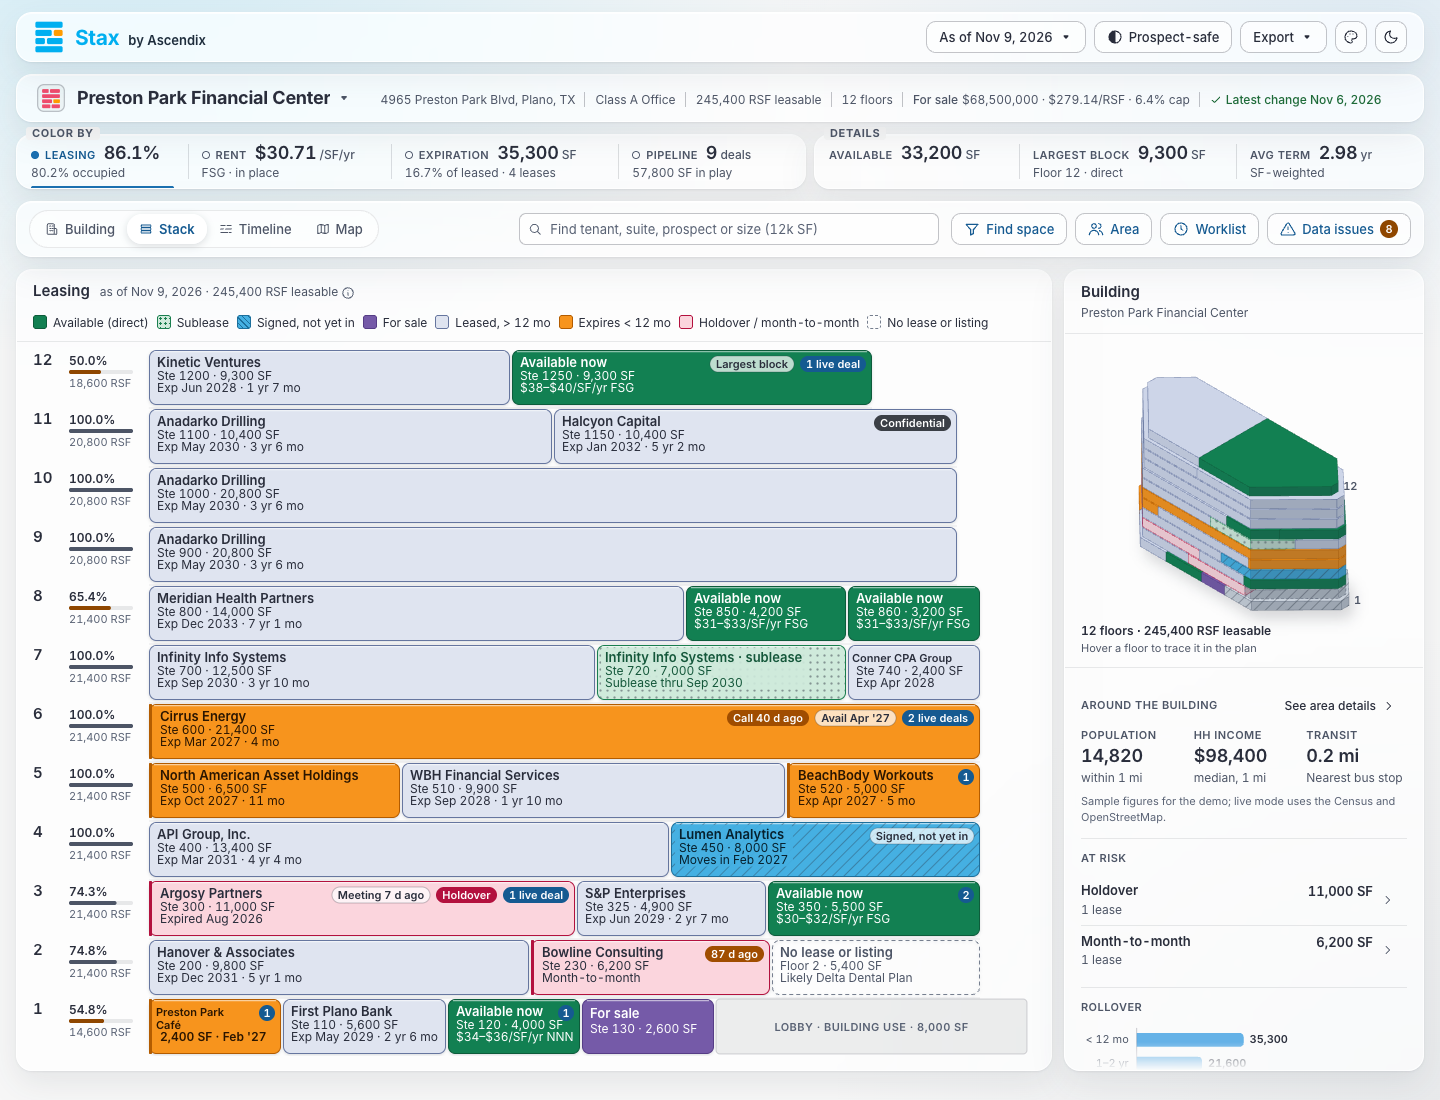 Stax by Ascendix
As of Nov 9, 2026
Prospect-safe
Export
Preston Park Financial Center
4965 Preston Park Blvd, Plano, TX
Class A Office
245,400 RSF leasable
12 floors
For sale $68,500,000 · $279.14/RSF · 6.4% cap
✓ Latest change Nov 6, 2026
COLOR BY
LEASING 86.1%
80.2% occupied
RENT $30.71 /SF/yr
FSG · in place
EXPIRATION 35,300 SF
16.7% of leased · 4 leases
PIPELINE 9 deals
57,800 SF in play
DETAILS
AVAILABLE 33,200 SF
LARGEST BLOCK 9,300 SF
Floor 12 · direct
AVG TERM 2.98 yr
SF-weighted
Building
Stack
Timeline
Map
Find tenant, suite, prospect or size (12k SF)
Find space
Area
Worklist
Data issues 8
Leasing as of Nov 9, 2026 · 245,400 RSF leasable
Available (direct)
Sublease
Signed, not yet in
For sale
Leased, > 12 mo
Expires < 12 mo
Holdover / month-to-month
No lease or listing
12
50.0%
18,600 RSF
Kinetic Ventures
Ste 1200 · 9,300 SF
Exp Jun 2028 · 1 yr 7 mo
Available now
Ste 1250 · 9,300 SF
$38–$40/SF/yr FSG
Largest block
1 live deal
11
100.0%
20,800 RSF
Anadarko Drilling
Ste 1100 · 10,400 SF
Exp May 2030 · 3 yr 6 mo
Halcyon Capital
Ste 1150 · 10,400 SF
Exp Jan 2032 · 5 yr 2 mo
Confidential
10
100.0%
20,800 RSF
Anadarko Drilling
Ste 1000 · 20,800 SF
Exp May 2030 · 3 yr 6 mo
9
100.0%
20,800 RSF
Anadarko Drilling
Ste 900 · 20,800 SF
Exp May 2030 · 3 yr 6 mo
8
65.4%
21,400 RSF
Meridian Health Partners
Ste 800 · 14,000 SF
Exp Dec 2033 · 7 yr 1 mo
Available now
Ste 850 · 4,200 SF
$31–$33/SF/yr FSG
Available now
Ste 860 · 3,200 SF
$31–$33/SF/yr FSG
7
100.0%
21,400 RSF
Infinity Info Systems
Ste 700 · 12,500 SF
Exp Sep 2030 · 3 yr 10 mo
Infinity Info Systems · sublease
Ste 720 · 7,000 SF
Sublease thru Sep 2030
Conner CPA Group
Ste 740 · 2,400 SF
Exp Apr 2028
6
100.0%
21,400 RSF
Cirrus Energy
Ste 600 · 21,400 SF
Exp Mar 2027 · 4 mo
Call 40 d ago
Avail Apr '27
2 live deals
5
100.0%
21,400 RSF
North American Asset Holdings
Ste 500 · 6,500 SF
Exp Oct 2027 · 11 mo
WBH Financial Services
Ste 510 · 9,900 SF
Exp Sep 2028 · 1 yr 10 mo
BeachBody Workouts
Ste 520 · 5,000 SF
Exp Apr 2027 · 5 mo
1
4
100.0%
21,400 RSF
API Group, Inc.
Ste 400 · 13,400 SF
Exp Mar 2031 · 4 yr 4 mo
Lumen Analytics
Ste 450 · 8,000 SF
Moves in Feb 2027
Signed, not yet in
3
74.3%
21,400 RSF
Argosy Partners
Ste 300 · 11,000 SF
Expired Aug 2026
Meeting 7 d ago
Holdover
1 live deal
S&P Enterprises
Ste 325 · 4,900 SF
Exp Jun 2029 · 2 yr 7 mo
Available now
Ste 350 · 5,500 SF
$30–$32/SF/yr FSG
2
2
74.8%
21,400 RSF
Hanover & Associates
Ste 200 · 9,800 SF
Exp Dec 2031 · 5 yr 1 mo
Bowline Consulting
Ste 230 · 6,200 SF
Month-to-month
87 d ago
No lease or listing
Floor 2 · 5,400 SF
Likely Delta Dental Plan
1
54.8%
14,600 RSF
Preston Park
Café
2,400 SF · Feb '27
1
First Plano Bank
Ste 110 · 5,600 SF
Exp May 2029 · 2 yr 6 mo
Available now
Ste 120 · 4,000 SF
$34–$36/SF/yr NNN
1
For sale
Ste 130 · 2,600 SF
LOBBY · BUILDING USE · 8,000 SF
Building
Preston Park Financial Center
12
1
12 floors · 245,400 RSF leasable
Hover a floor to trace it in the plan
AROUND THE BUILDING
See area details
POPULATION
14,820
within 1 mi
HH INCOME
$98,400
median, 1 mi
TRANSIT
0.2 mi
Nearest bus stop
Sample figures for the demo; live mode uses the Census and
OpenStreetMap.
AT RISK
Holdover
1 lease
11,000 SF
Month-to-month
1 lease
6,200 SF
ROLLOVER
< 12 mo
35,300
1–2 yr
21,600